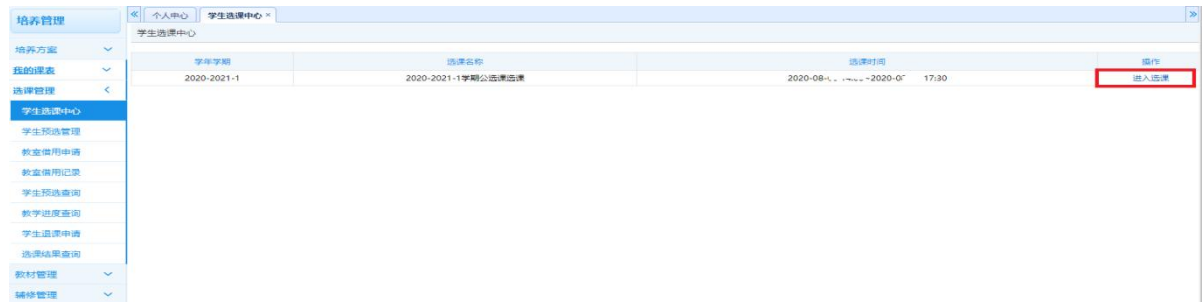 培养管理
个人中心 学生选课中心 ×
学生选课中心
培养方案
我的课表
选课管理
学生选课中心
学生预选管理
教室借用申请
教室借用记录
学生预选查询
教学进度查询
学生退课申请
选课结果查询
教材管理
辅修管理
学年学期 选课名称 选课时间 操作
2020-2021-1 2020-2021-1学期公选课选课 2020-08- 2020-0 17:30 进入选课